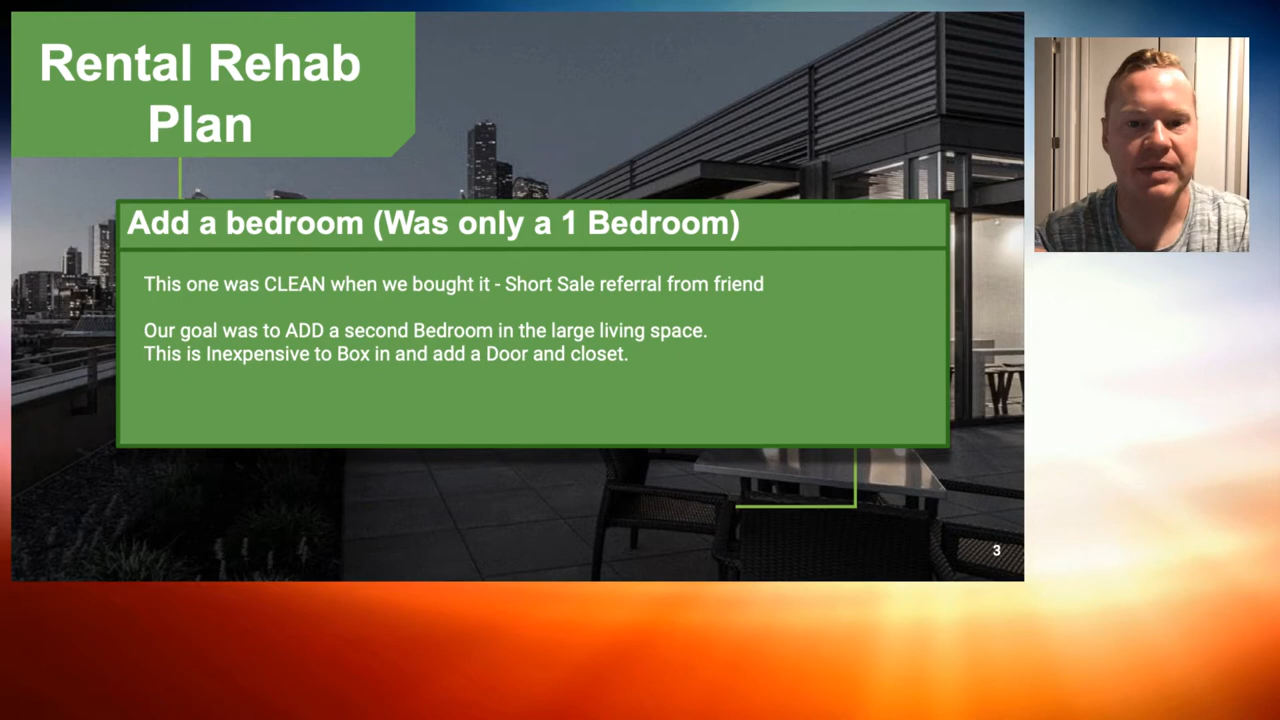 Rental Rehab
Plan
Add a bedroom (Was only a 1 Bedroom)
This one was CLEAN when we bought it - Short Sale referral from friend
Our goal was to ADD a second Bedroom in the large living space.
This is Inexpensive to Box in and add a Door and closet.
3